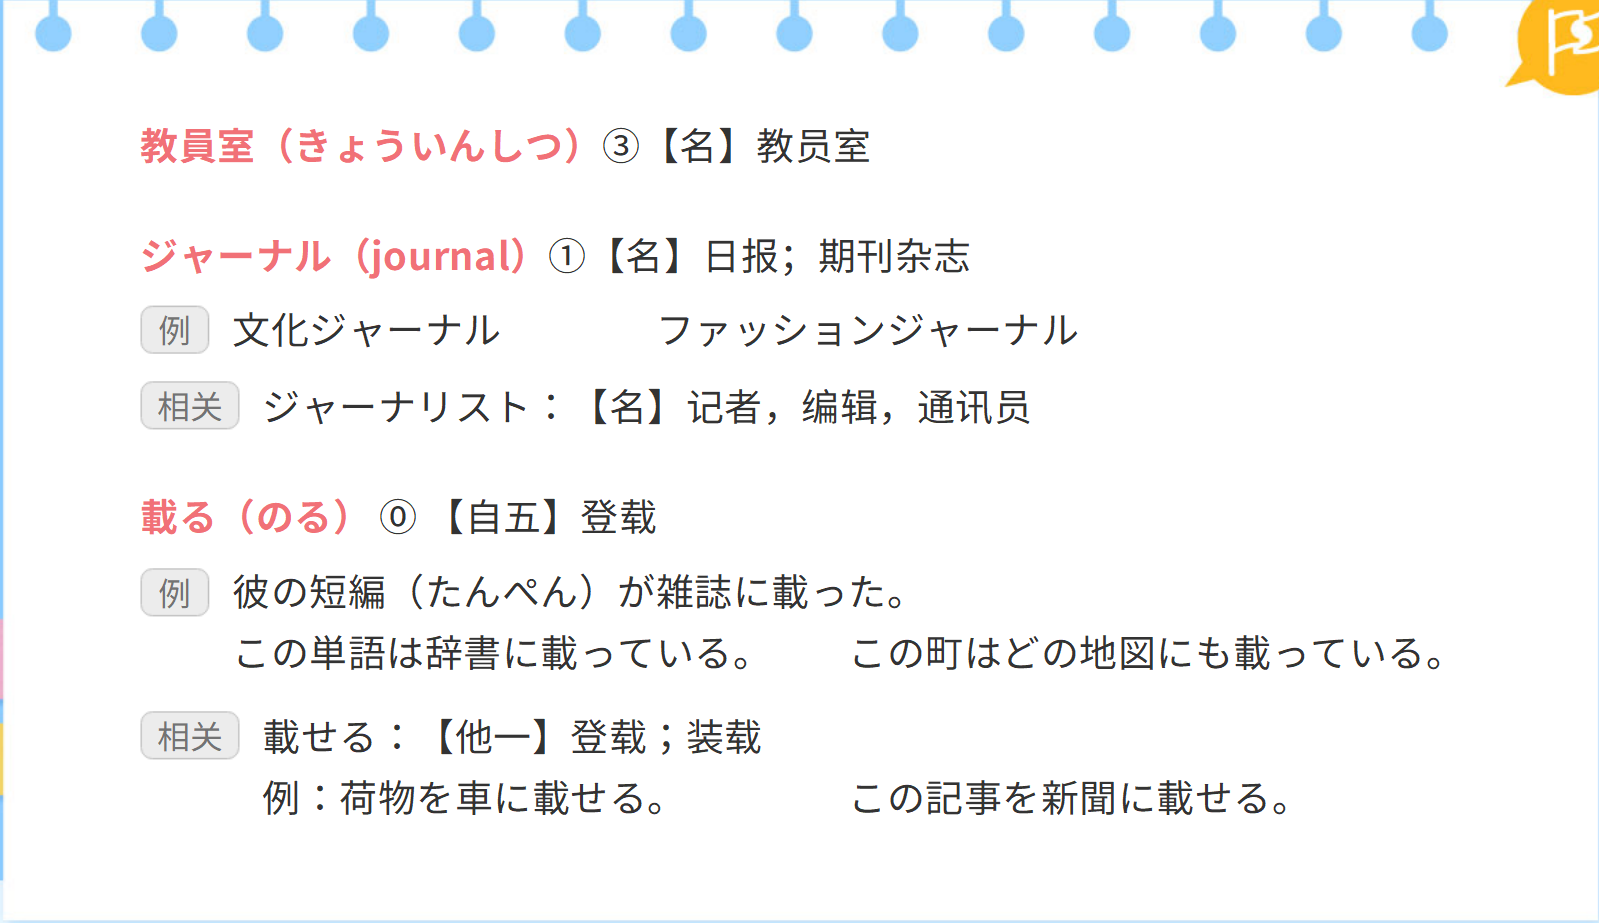 教員室（きょういんしつ）③【名】教员室
ジャーナル（journal）①【名】日报；期刊杂志
例 文化ジャーナル ファッションジャーナル
相关 ジャーナリスト：【名】记者，编辑，通讯员
載る（のる）⓪【自五】登载
例 彼の短編（たんぺん）が雑誌に載った。
この単語は辞書に載っている。 この町はどの地図にも載っている。
相关 載せる：【他一】登载；装载
例：荷物を車に載せる。 この記事を新聞に載せる。